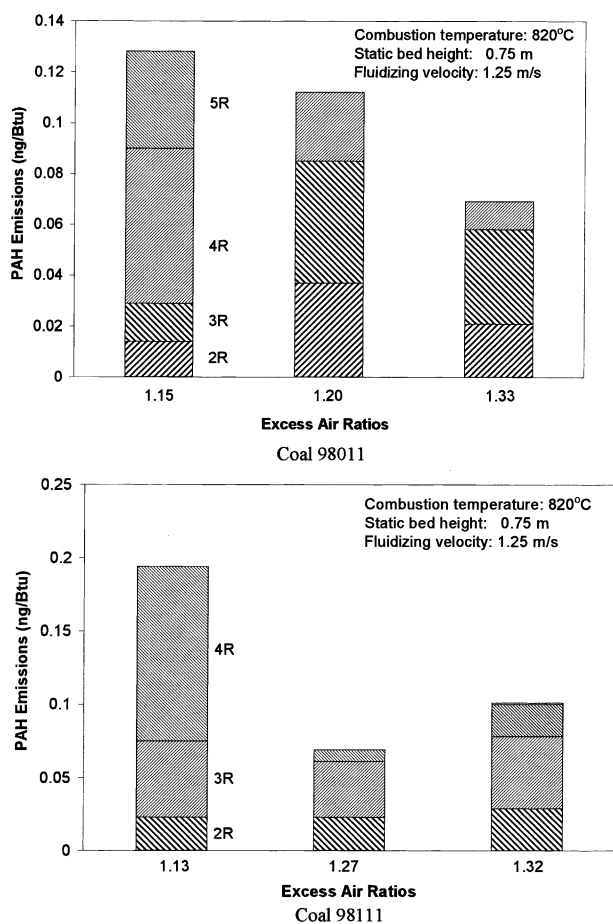 0.14
0.12
0.1
0.08
0.06
0.04
0.02
0
PAH Emissions (ng/Btu)
Combustion temperature: 820°C
Static bed height: 0.75 m
Fluidizing velocity: 1.25 m/s
5R
4R
3R
2R
1.15 1.20 1.33
Excess Air Ratios
Coal 98011
0.25
0.2
0.15
0.1
0.05
0
PAH Emissions (ng/Btu)
Combustion temperature: 820°C
Static bed height: 0.75 m
Fluidizing velocity: 1.25 m/s
4R
3R
2R
1.13 1.27 1.32
Excess Air Ratios
Coal 98111